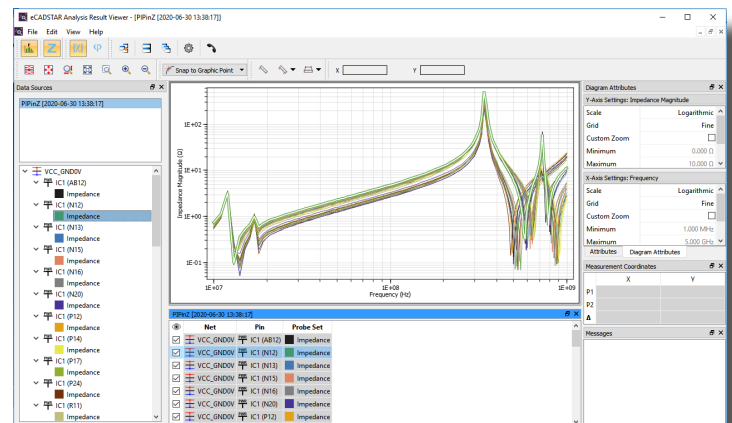 eCADSTAR Analysis Result Viewer - [PIPinZ [2020-06-30 13:38:17]]
File Edit View Help
Z f(x) φ
Snap to Graphic Point X Y
Data Sources
PIPinZ [2020-06-30 13:38:17]
VCC_GND0V
IC1 (AB12)
Impedance
IC1 (N12)
Impedance
IC1 (N13)
Impedance
IC1 (N15)
Impedance
IC1 (N16)
Impedance
IC1 (N20)
Impedance
IC1 (P12)
Impedance
IC1 (P14)
Impedance
IC1 (P17)
Impedance
IC1 (P24)
Impedance
IC1 (R11)
Impedance
Impedance Magnitude (Ω)
1E+02
1E+01
1E+00
1E-01
1E+07 1E+08 1E+09
Frequency (Hz)
PIPinZ [2020-06-30 13:38:17]
Net Pin Probe Set
VCC_GND0V IC1 (AB12) Impedance
VCC_GND0V IC1 (N12) Impedance
VCC_GND0V IC1 (N13) Impedance
VCC_GND0V IC1 (N15) Impedance
VCC_GND0V IC1 (N16) Impedance
VCC_GND0V IC1 (N20) Impedance
VCC_GND0V IC1 (P12) Impedance
Diagram Attributes
Y-Axis Settings: Impedance Magnitude
Scale Logarithmic
Grid Fine
Custom Zoom
Minimum 0.000 Ω
Maximum 10.000 Ω
X-Axis Settings: Frequency
Scale Logarithmic
Grid Fine
Custom Zoom
Minimum 1.000 MHz
Maximum 5.000 GHz
Attributes Diagram Attributes
Measurement Coordinates
X Y
P1
P2
Δ
Messages